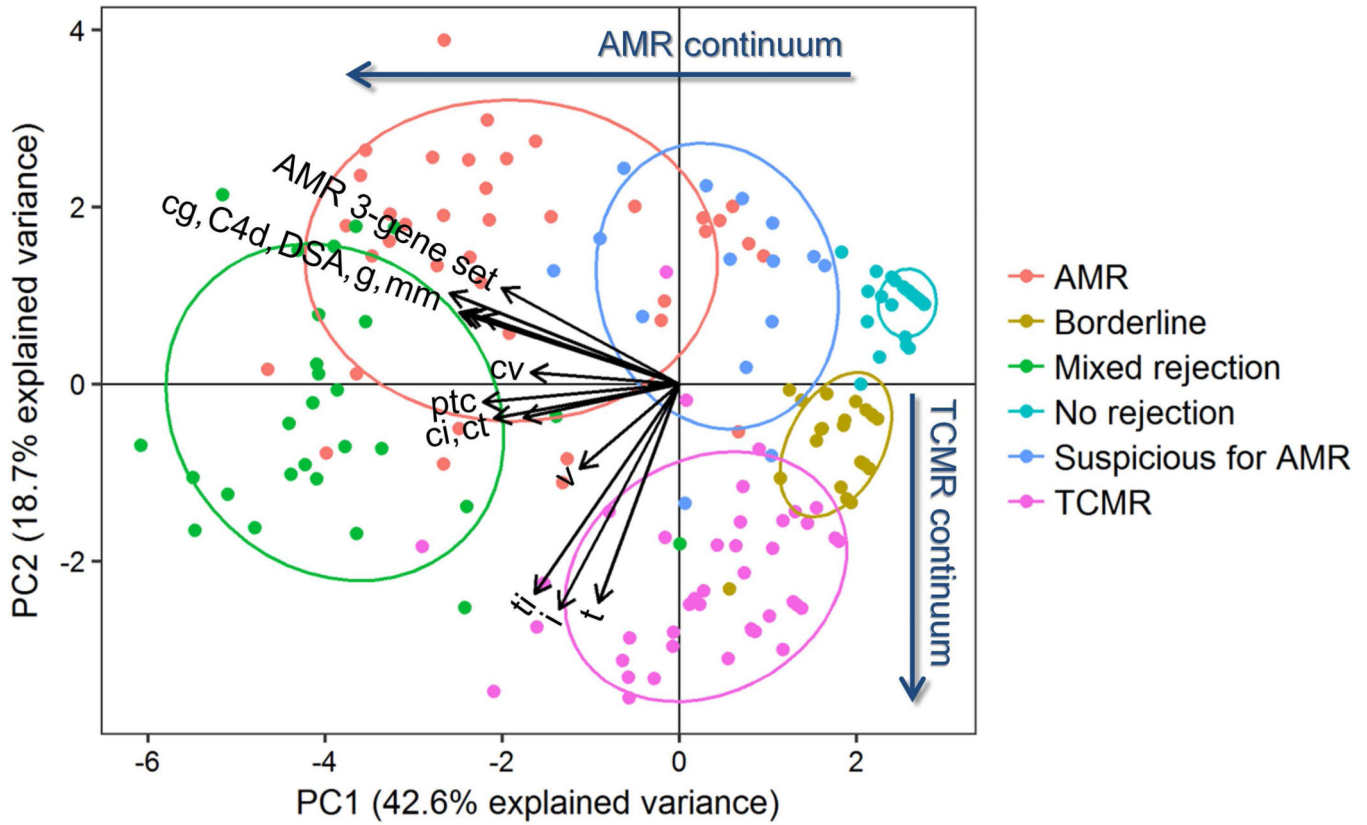 AMR continuum
4
2
0
-2
PC2 (18.7% explained variance)
AMR 3-gene set
cg, C4d, DSA, g, mm
cv
ptc
ci, ct
v
ti
i
t
TCMR continuum
-6
-4
-2
0
2
PC1 (42.6% explained variance)
AMR
Borderline
Mixed rejection
No rejection
Suspicious for AMR
TCMR